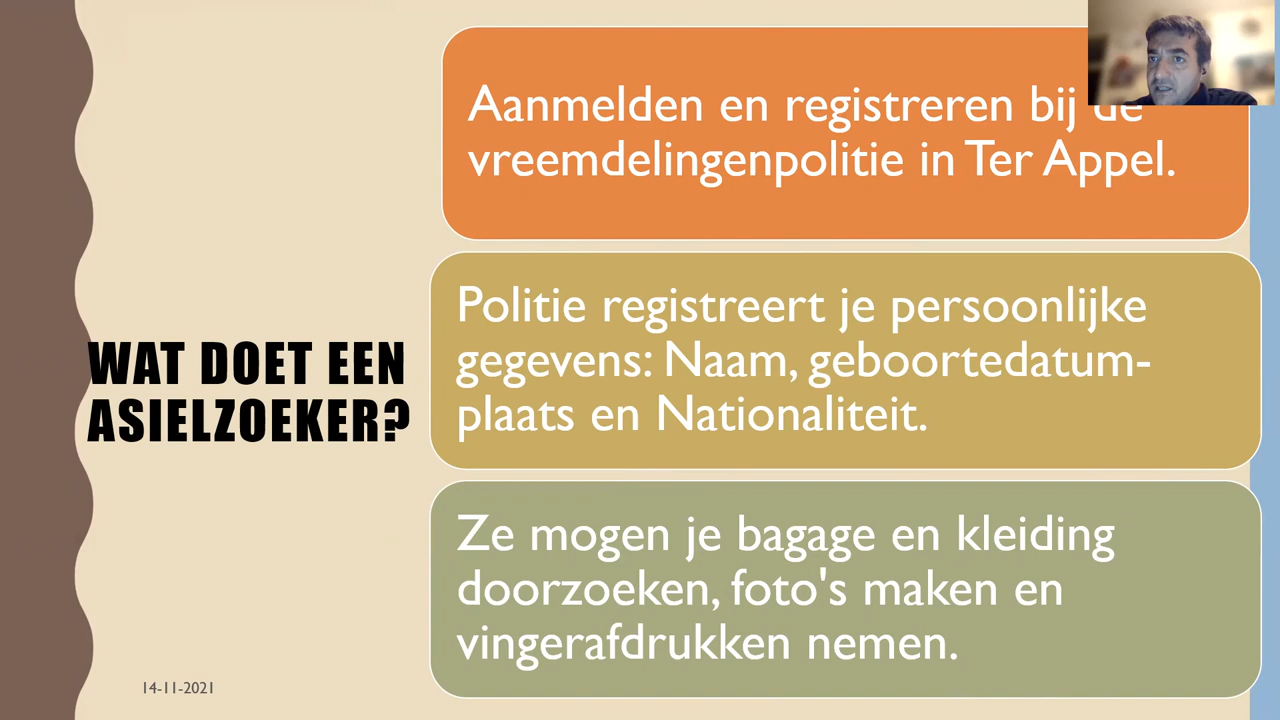 Aanmelden en registreren bij de
vreemdelingenpolitie in Ter Appel.
WAT DOET EEN
ASIELZOEKER?
Politie registreert je persoonlijke
gegevens: Naam, geboortedatum-
plaats en Nationaliteit.
Ze mogen je bagage en kleiding
doorzoeken, foto's maken en
vingerafdrukken nemen.
14-11-2021